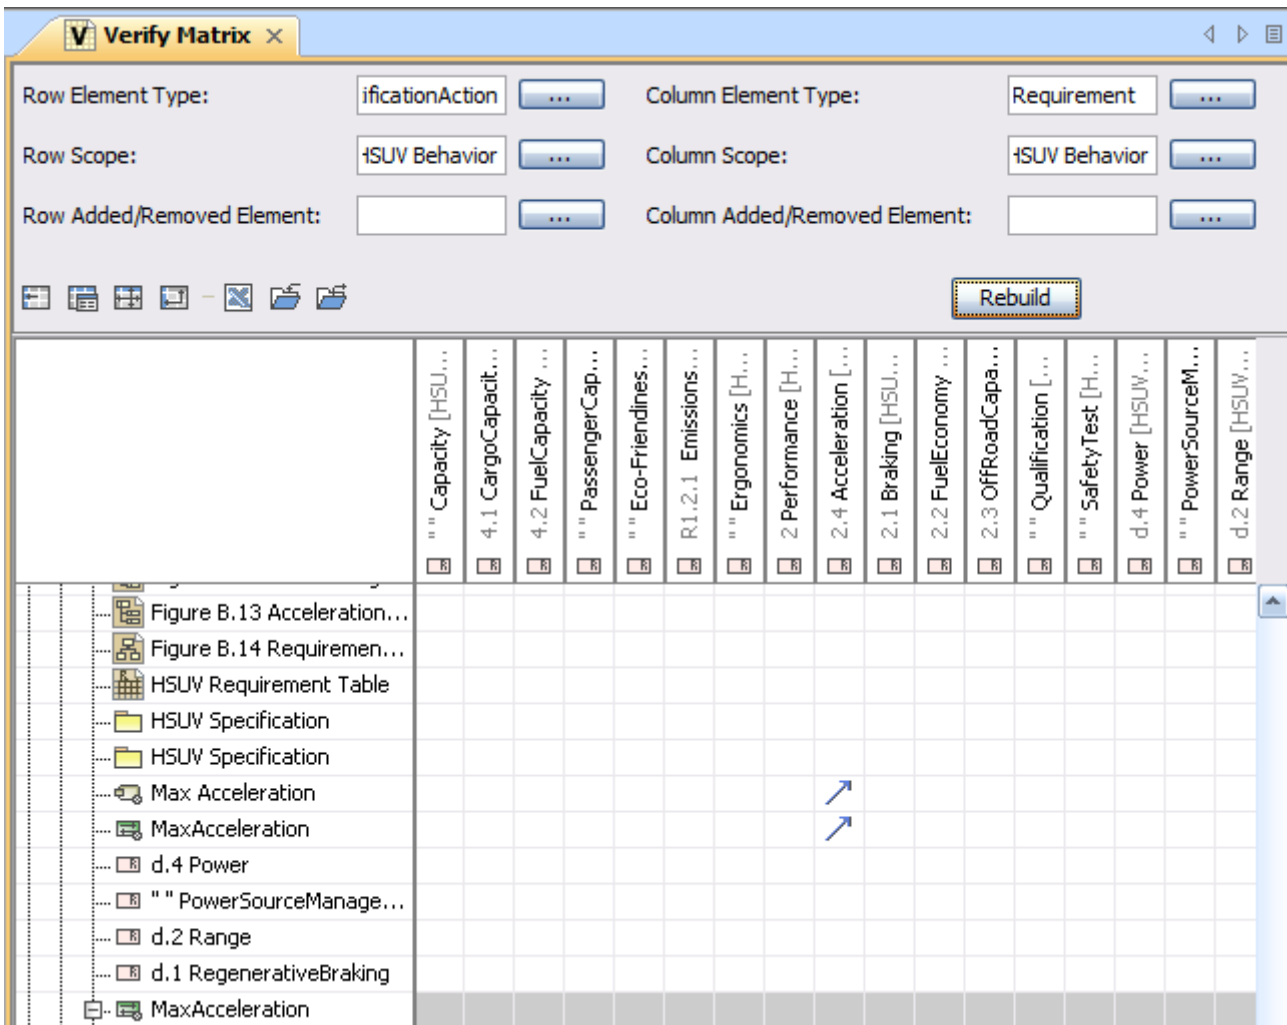 V Verify Matrix ×
Row Element Type: ificationAction ... Column Element Type: Requirement ...
Row Scope: HSUV Behavior ... Column Scope: HSUV Behavior ...
Row Added/Removed Element: ... Column Added/Removed Element: ...
Rebuild
" " Capacity [HSU...
4.1 CargoCapacit...
4.2 FuelCapacity ...
" " PassengerCap...
" " Eco-Friendines...
R1.2.1 Emissions...
" " Ergonomics [H...
2 Performance [H...
2.4 Acceleration [...
2.1 Braking [HSU...
2.2 FuelEconomy ...
2.3 OffRoadCapa...
" " Qualification [...
" " SafetyTest [H...
d.4 Power [HSUV...
" " PowerSourceM...
d.2 Range [HSUV...
Figure B.13 Acceleration...
Figure B.14 Requiremen...
HSUV Requirement Table
HSUV Specification
HSUV Specification
Max Acceleration
MaxAcceleration
d.4 Power
" " PowerSourceManage...
d.2 Range
d.1 RegenerativeBraking
MaxAcceleration